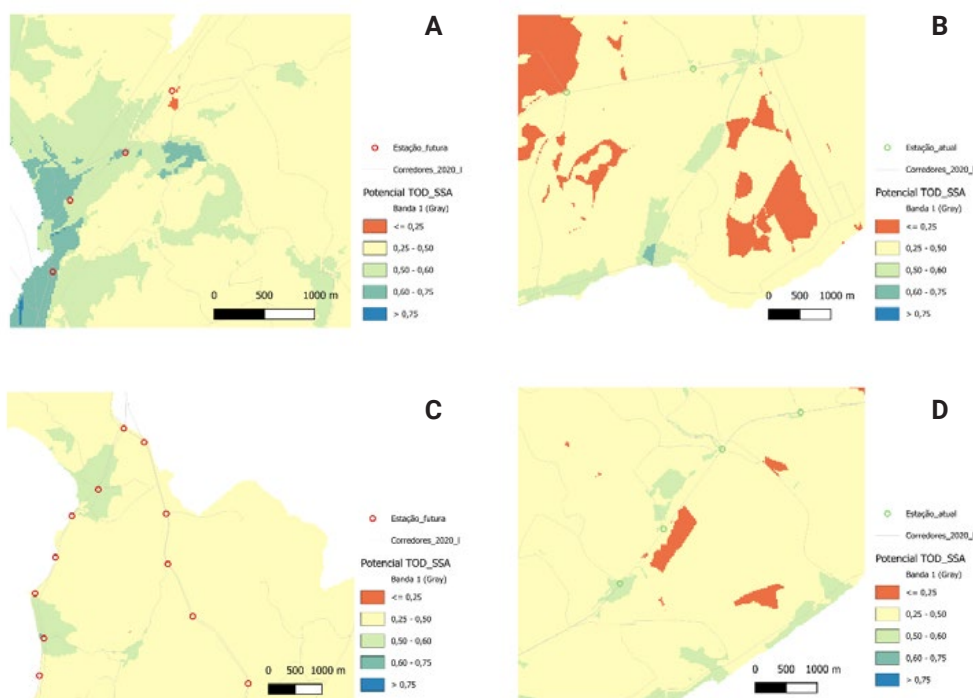 A
Estação_futura
Corredores_2020_l
Potencial TOD_SSA
Banda 1 (Gray)
<= 0,25
0,25 - 0,50
0,50 - 0,60
0,60 - 0,75
> 0,75
0 500 1000 m
B
Estação_atual
Corredores_2020_l
Potencial TOD_SSA
Banda 1 (Gray)
<= 0,25
0,25 - 0,50
0,50 - 0,60
0,60 - 0,75
> 0,75
0 500 1000 m
C
Estação_futura
Corredores_2020_l
Potencial TOD_SSA
Banda 1 (Gray)
<= 0,25
0,25 - 0,50
0,50 - 0,60
0,60 - 0,75
> 0,75
0 500 1000 m
D
Estação_atual
Corredores_2020_l
Potencial TOD_SSA
Banda 1 (Gray)
<= 0,25
0,25 - 0,50
0,50 - 0,60
0,60 - 0,75
> 0,75
0 500 1000 m